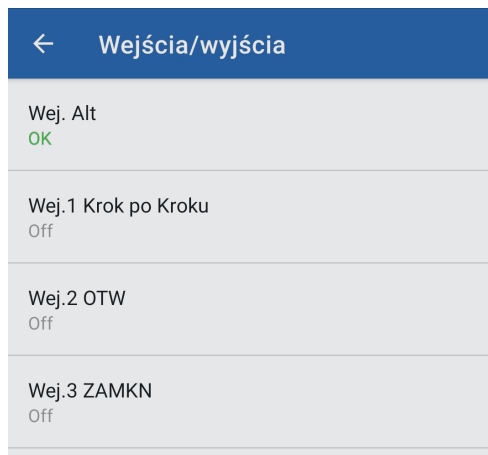 Wejścia/wyjścia
Wej. Alt
OK
Wej.1 Krok po Kroku
Off
Wej.2 OTW
Off
Wej.3 ZAMKN
Off